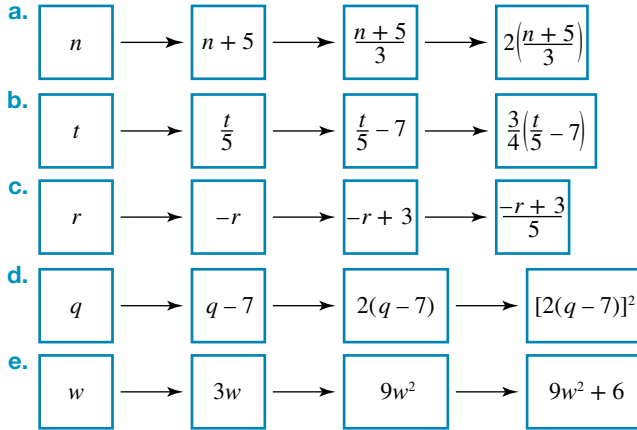 a. n → n + 5 → (n + 5)/3 → 2((n + 5)/3)
b. t → t/5 → t/5 – 7 → 3/4(t/5 – 7)
c. r → –r → –r + 3 → (–r + 3)/5
d. q → q – 7 → 2(q – 7) → [2(q – 7)]²
e. w → 3w → 9w² → 9w² + 6